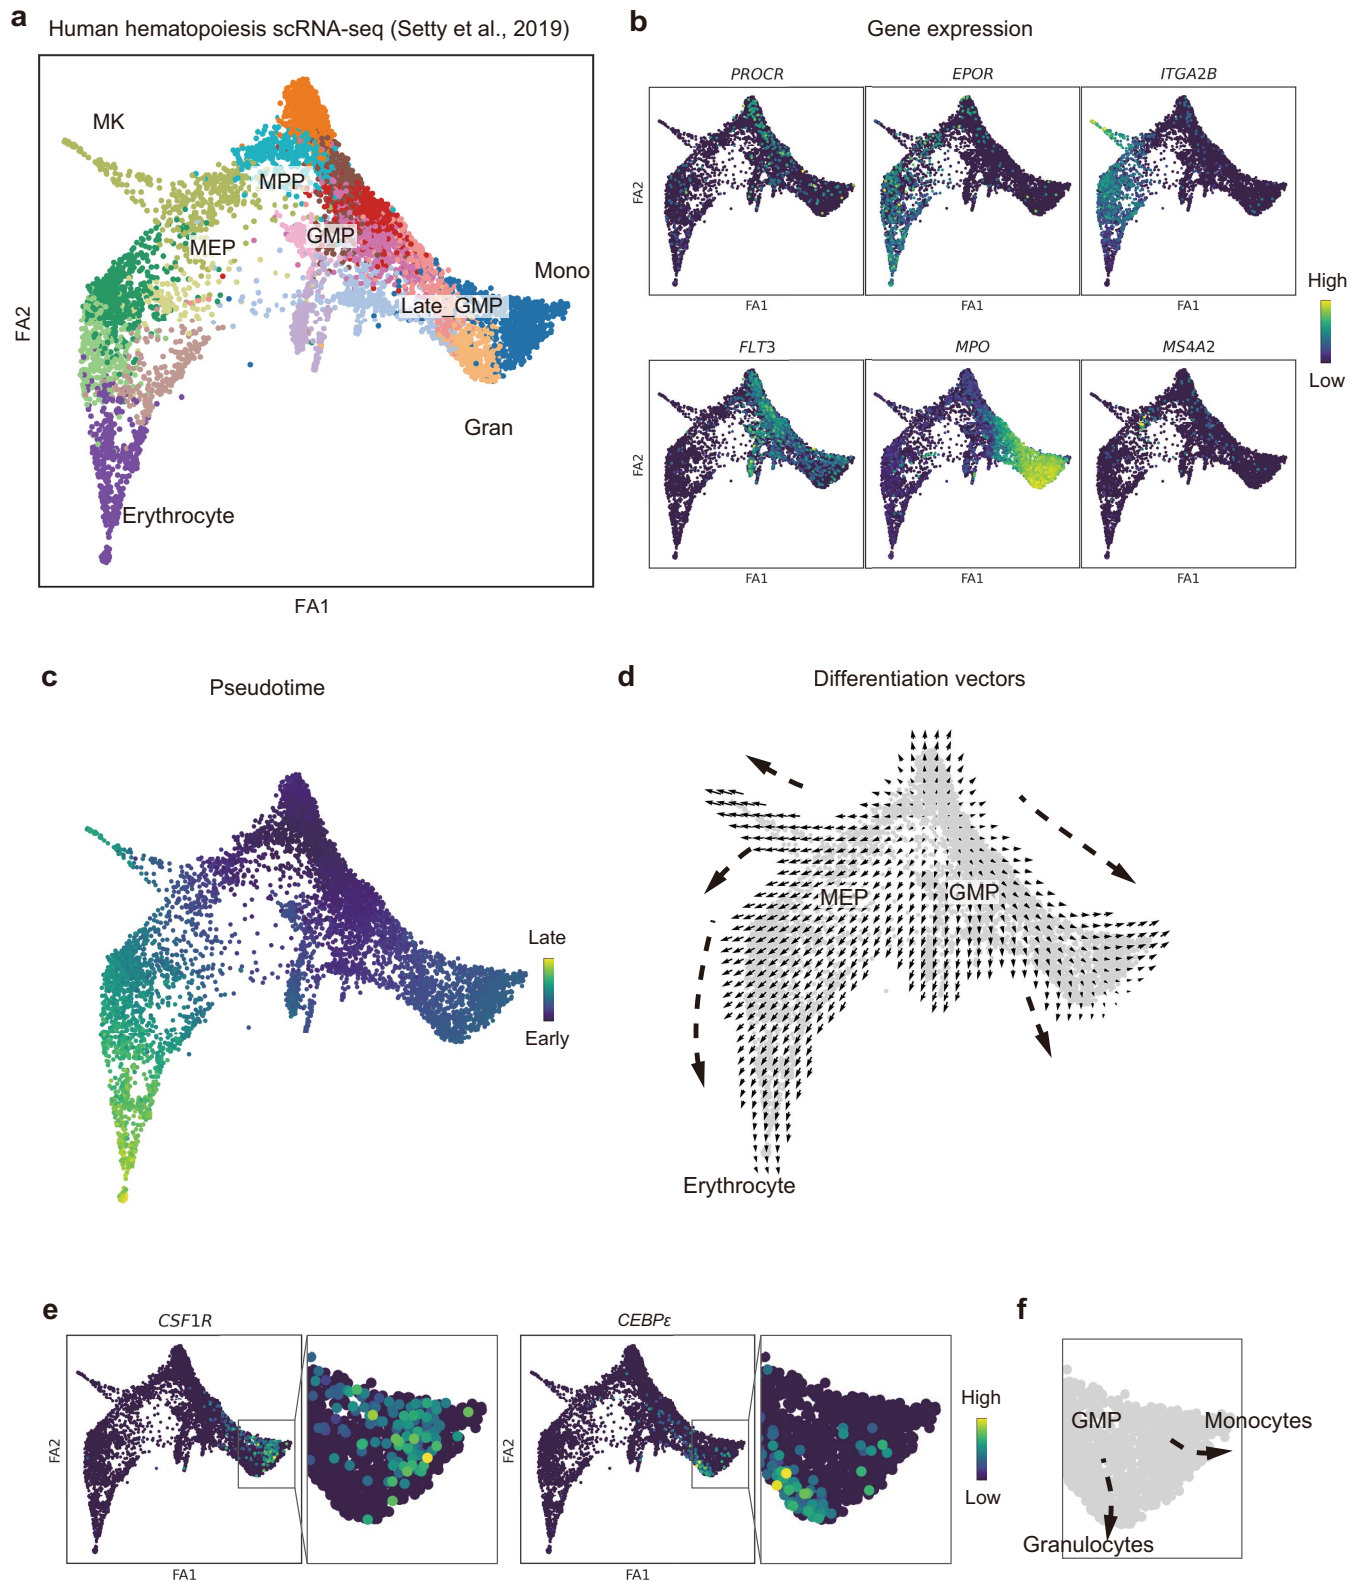 a
Human hematopoiesis scRNA-seq (Setty et al., 2019)
MK
MPP
MEP
GMP
Mono
Late_GMP
Gran
Erythrocyte
FA2
FA1
b
Gene expression
PROCR
EPOR
ITGA2B
FA2
FA1
FA1
FA1
High
Low
FLT3
MPO
MS4A2
FA2
FA1
FA1
FA1
c
Pseudotime
Late
Early
d
Differentiation vectors
MEP
GMP
Erythrocyte
e
CSF1R
CEBPε
FA2
FA1
FA2
FA1
High
Low
f
GMP
Monocytes
Granulocytes